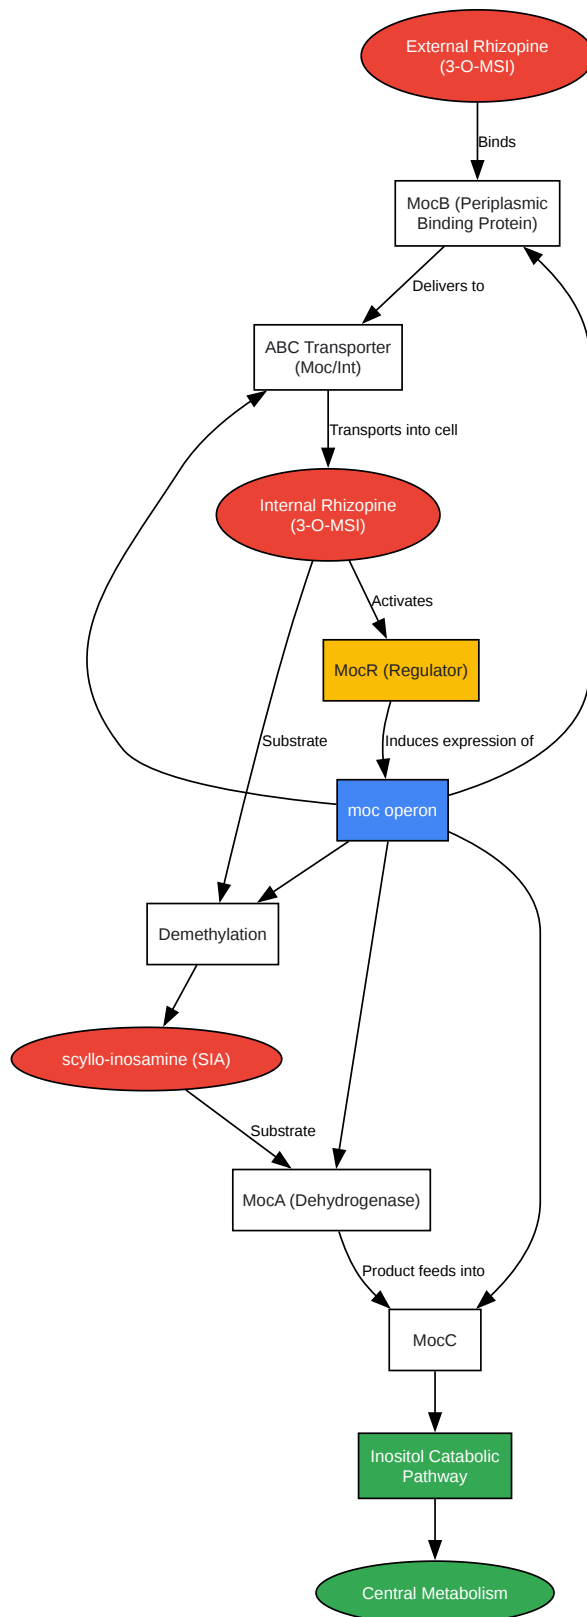 External Rhizopine
(3-O-MSI)
Binds
MocB (Periplasmic
Binding Protein)
Delivers to
ABC Transporter
(Moc/Int)
Transports into cell
Internal Rhizopine
(3-O-MSI)
Activates
MocR (Regulator)
Substrate
Induces expression of
moc operon
Demethylation
scyllo-inosamine (SIA)
Substrate
MocA (Dehydrogenase)
Product feeds into
MocC
Inositol Catabolic
Pathway
Central Metabolism